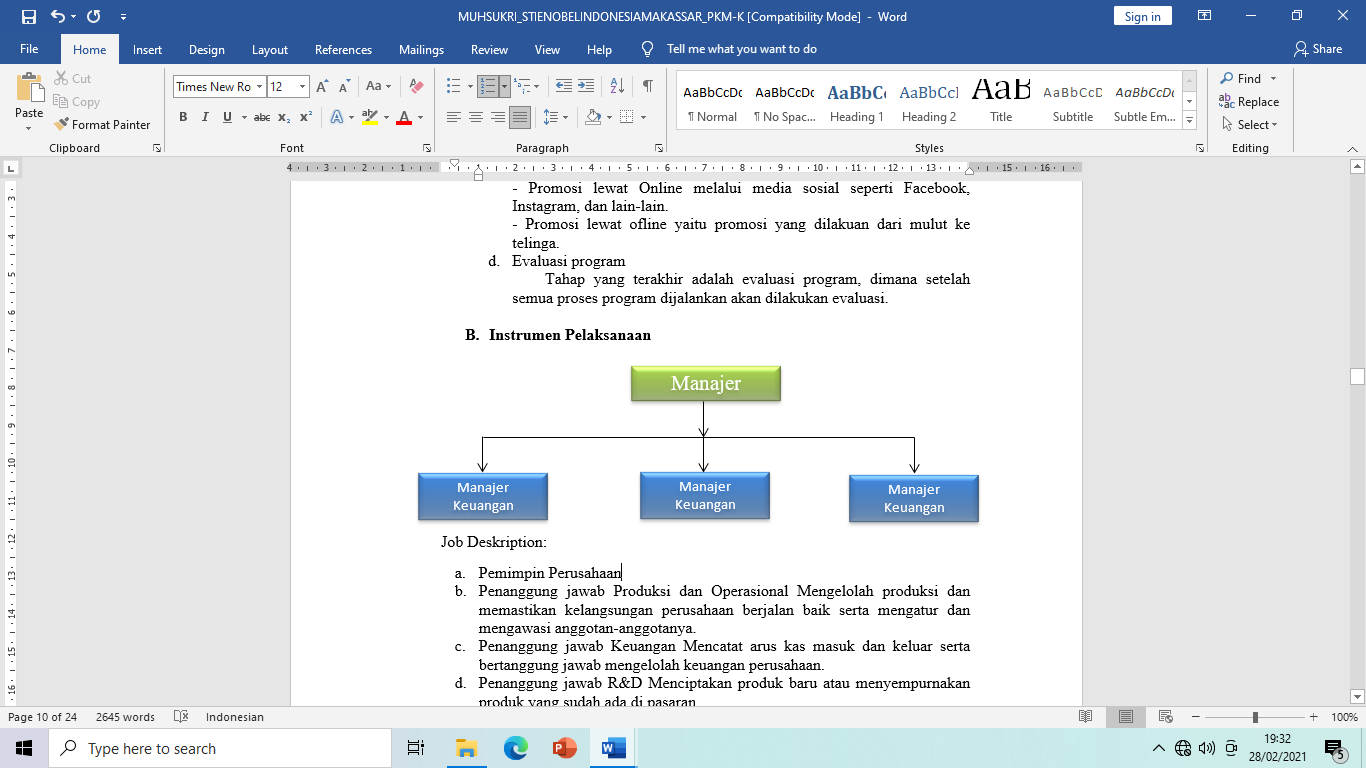 MUHSUKRI_STIENOBELINDONESIAMAKASSAR_PKM-K [Compatibility Mode] - Word
Sign in
File Home Insert Design Layout References Mailings Review View Help Tell me what you want to do Share
Cut
Copy
Format Painter
Paste
Clipboard
Times New Ro 12
Font
Paragraph
AaBbCcDc AaBbCcDc AaBbC AaBbCcI AaB AaBbCcD AaBbCcDc
¶ Normal ¶ No Spac... Heading 1 Heading 2 Title Subtitle Subtle Em...
Styles
Find
Replace
Select
Editing
- Promosi lewat Online melalui media sosial seperti Facebook,
Instagram, dan lain-lain.
- Promosi lewat ofline yaitu promosi yang dilakuan dari mulut ke
telinga.
d. Evaluasi program
Tahap yang terakhir adalah evaluasi program, dimana setelah
semua proses program dijalankan akan dilakukan evaluasi.
B. Instrumen Pelaksanaan
Manajer
Manajer
Keuangan
Manajer
Keuangan
Manajer
Keuangan
Job Deskription:
a. Pemimpin Perusahaan
b. Penanggung jawab Produksi dan Operasional Mengelolah produksi dan
memastikan kelangsungan perusahaan berjalan baik serta mengatur dan
mengawasi anggotan-anggotanya.
c. Penanggung jawab Keuangan Mencatat arus kas masuk dan keluar serta
bertanggung jawab mengelolah keuangan perusahaan.
d. Penanggung jawab R&D Menciptakan produk baru atau menyempurnakan
produk yang sudah ada di pasaran
Page 10 of 24 2645 words Indonesian 100%
Type here to search
19:32
28/02/2021
5